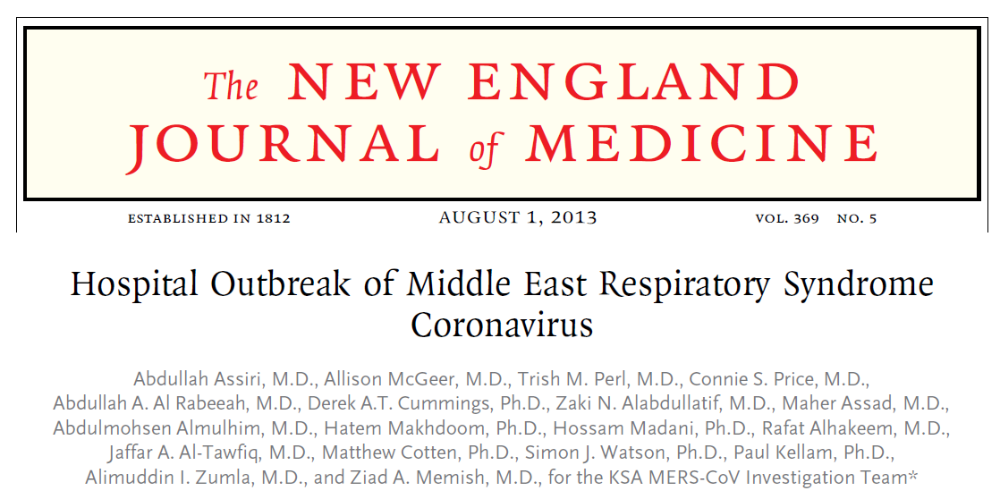 The NEW ENGLAND
JOURNAL of MEDICINE
ESTABLISHED IN 1812 AUGUST 1, 2013 VOL. 369 NO. 5
Hospital Outbreak of Middle East Respiratory Syndrome
Coronavirus
Abdullah Assiri, M.D., Allison McGeer, M.D., Trish M. Perl, M.D., Connie S. Price, M.D.,
Abdullah A. Al Rabeeah, M.D., Derek A.T. Cummings, Ph.D., Zaki N. Alabdullatif, M.D., Maher Assad, M.D.,
Abdulmohsen Almulhim, M.D., Hatem Makhdoom, Ph.D., Hossam Madani, Ph.D., Rafat Alhakeem, M.D.,
Jaffar A. Al-Tawfiq, M.D., Matthew Cotten, Ph.D., Simon J. Watson, Ph.D., Paul Kellam, Ph.D.,
Alimuddin I. Zumla, M.D., and Ziad A. Memish, M.D., for the KSA MERS-CoV Investigation Team*